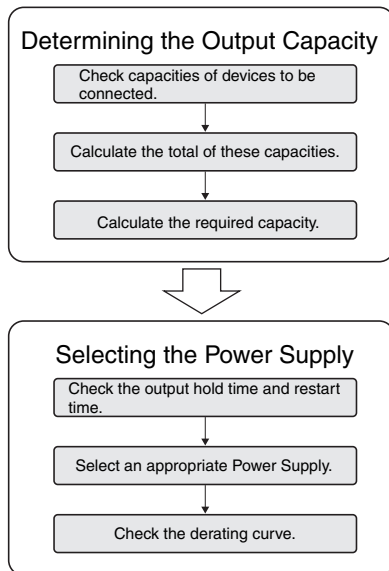 Determining the Output Capacity
Check capacities of devices to be
connected.
Calculate the total of these capacities.
Calculate the required capacity.
Selecting the Power Supply
Check the output hold time and restart
time.
Select an appropriate Power Supply.
Check the derating curve.